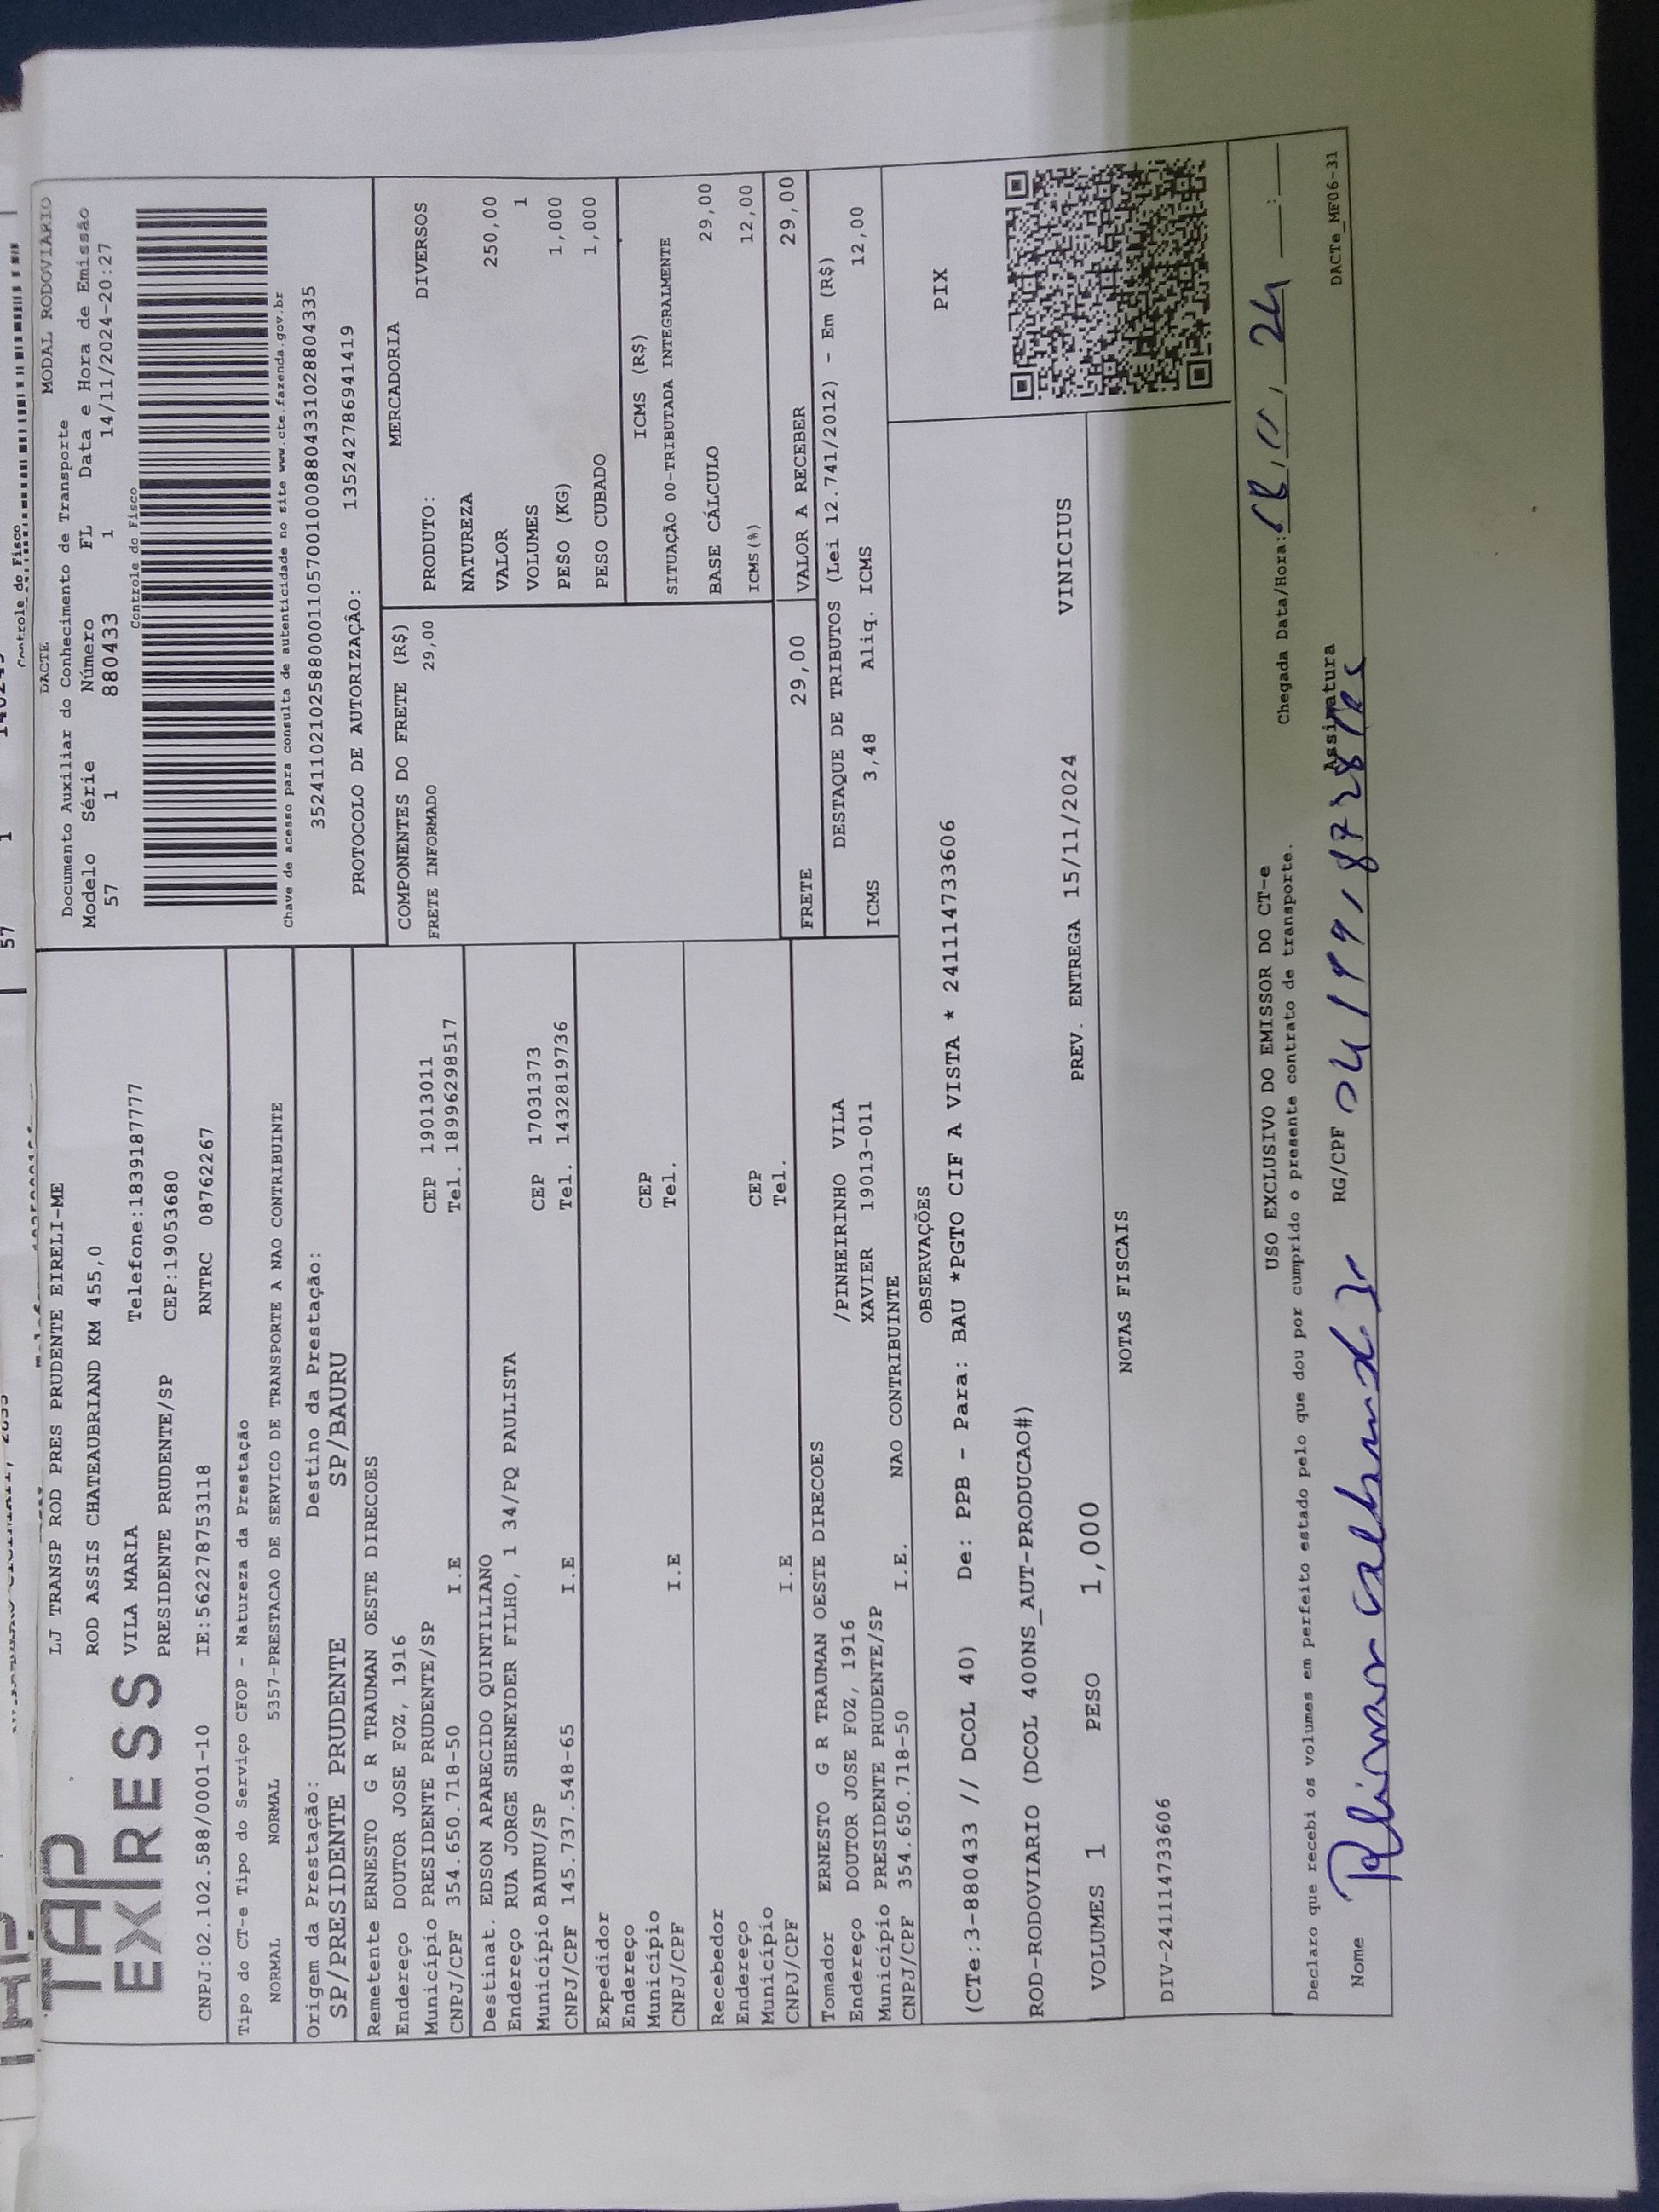 TAP
EXPRESS
LJ TRANSP ROD PRES PRUDENTE EIRELI-ME
ROD ASSIS CHATEAUBRIAND KM 455,0
VILA MARIA Telefone:1839187777
PRESIDENTE PRUDENTE/SP CEP:19053680
CNPJ:02.102.588/0001-10 IE:562278753118 RNTRC 08762267
DACTE MODAL RODOVIARIO
Documento Auxiliar do Conhecimento de Transporte
Modelo Série Número FL Data e Hora de Emissão
57 1 880433 1 14/11/2024-20:27
Controle do Fisco
Chave de acesso para consulta de autenticidade no site www.cte.fazenda.gov.br
35241102102588000110570010008804331028804335
PROTOCOLO DE AUTORIZAÇÃO: 135242786941419
Tipo do CT-e Tipo do Serviço CFOP - Natureza da Prestação
NORMAL NORMAL 5357-PRESTACAO DE SERVICO DE TRANSPORTE A NAO CONTRIBUINTE
Origem da Prestação: Destino da Prestação:
SP/PRESIDENTE PRUDENTE SP/BAURU
Remetente ERNESTO G R TRAUMAN OESTE DIRECOES
Endereço DOUTOR JOSE FOZ, 1916
Município PRESIDENTE PRUDENTE/SP CEP 19013011
CNPJ/CPF 354.650.718-50 I.E Tel. 18996298517
Destinat. EDSON APARECIDO QUINTILIANO
Endereço RUA JORGE SHENEYDER FILHO, 1 34/PQ PAULISTA
Município BAURU/SP CEP 17031373
CNPJ/CPF 145.737.548-65 I.E Tel. 1432819736
Expedidor
Endereço
Município CEP
CNPJ/CPF I.E Tel.
Recebedor
Endereço
Município CEP
CNPJ/CPF I.E Tel.
Tomador ERNESTO G R TRAUMAN OESTE DIRECOES
Endereço DOUTOR JOSE FOZ, 1916 /PINHEIRINHO VILA
Município PRESIDENTE PRUDENTE/SP XAVIER 19013-011
CNPJ/CPF 354.650.718-50 I.E. NAO CONTRIBUINTE
COMPONENTES DO FRETE (R$)
FRETE INFORMADO 29,00
MERCADORIA
PRODUTO: DIVERSOS
NATUREZA
VALOR 250,00
VOLUMES 1
PESO (KG) 1,000
PESO CUBADO 1,000
ICMS (R$)
SITUAÇÃO 00-TRIBUTADA INTEGRALMENTE
BASE CÁLCULO 29,00
ICMS(%) 12,00
FRETE 29,00 VALOR A RECEBER 29,00
DESTAQUE DE TRIBUTOS (Lei 12.741/2012) - Em (R$)
ICMS 3,48 Aliq. ICMS 12,00
OBSERVAÇÕES
(CTe:3-880433 // DCOL 40) De: PPB - Para: BAU *PGTO CIF A VISTA * 241114733606
ROD-RODOVIARIO (DCOL 400NS_AUT-PRODUCAO#)
PIX
VOLUMES 1 PESO 1,000 PREV. ENTREGA 15/11/2024 VINICIUS
NOTAS FISCAIS
DIV-241114733606
USO EXCLUSIVO DO EMISSOR DO CT-e
Declaro que recebi os volumes em perfeito estado pelo que dou por cumprido o presente contrato de transporte.
Chegada Data/Hora: 24 :
Nome RG/CPF Assinatura
DACTe_MF06-31